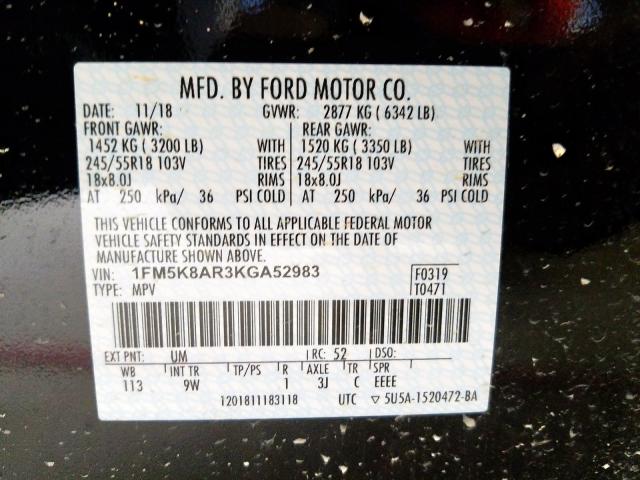 MFD. BY FORD MOTOR CO.
DATE: 11/18 GVWR: 2877 KG ( 6342 LB)
FRONT GAWR: REAR GAWR:
1452 KG ( 3200 LB) WITH 1520 KG ( 3350 LB) WITH
245/55R18 103V TIRES 245/55R18 103V TIRES
18x8.0J RIMS 18x8.0J RIMS
AT 250 kPa/ 36 PSI COLD AT 250 kPa/ 36 PSI COLD
THIS VEHICLE CONFORMS TO ALL APPLICABLE FEDERAL MOTOR
VEHICLE SAFETY STANDARDS IN EFFECT ON THE DATE OF
MANUFACTURE SHOWN ABOVE.
VIN: 1FM5K8AR3KGA52983 F0319
TYPE: MPV T0471
EXT PNT: UM RC: 52 DSO:
WB INT TR TP/PS R AXLE TR SPR
113 9W 1 3J C EEEE
1201811183118 UTC ▽ 5U5A-1520472-BA